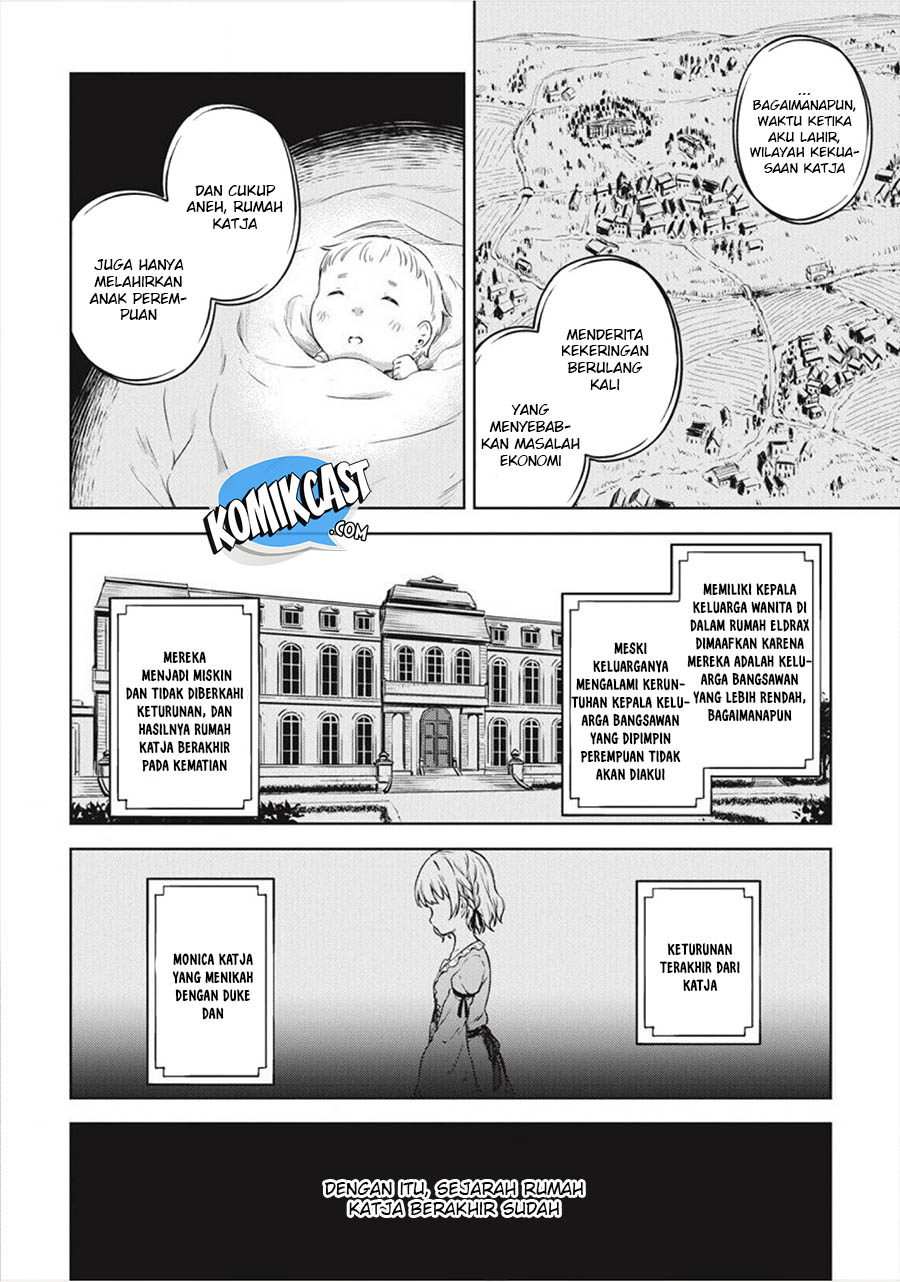 ...
BAGAIMANAPUN,
WAKTU KETIKA
AKU LAHIR,
WILAYAH KEKUA-
SAAN KATJA
MENDERITA
KEKERINGAN
BERULANG
KALI
YANG
MENYEBAB-
KAN MASALAH
EKONOMI
DAN CUKUP
ANEH, RUMAH
KATJA
JUGA HANYA
MELAHIRKAN
ANAK PEREM-
PUAN
KOMIKCAST
.COM
MEMILIKI KEPALA
KELUARGA WANITA DI
DALAM RUMAH ELDRAX
DIMAAFKAN KARENA
MEREKA ADALAH KELU-
ARGA BANGSAWAN
YANG LEBIH RENDAH,
BAGAIMANAPUN
MESKI
KELUARGANYA
MENGALAMI KERUN-
TUHAN KEPALA KELU-
ARGA BANGSAWAN
YANG DIPIMPIN
PEREMPUAN TIDAK
AKAN DIAKUI
MEREKA
MENJADI MISKIN
DAN TIDAK DIBERKAHI
KETURUNAN, DAN
HASILNYA RUMAH
KATJA BERAKHIR
PADA KEMATIAN
KETURUNAN
TERAKHIR DARI
KATJA
MONICA KATJA
YANG MENIKAH
DENGAN DUKE
DAN
DENGAN ITU, SEJARAH RUMAH
KATJA BERAKHIR SUDAH